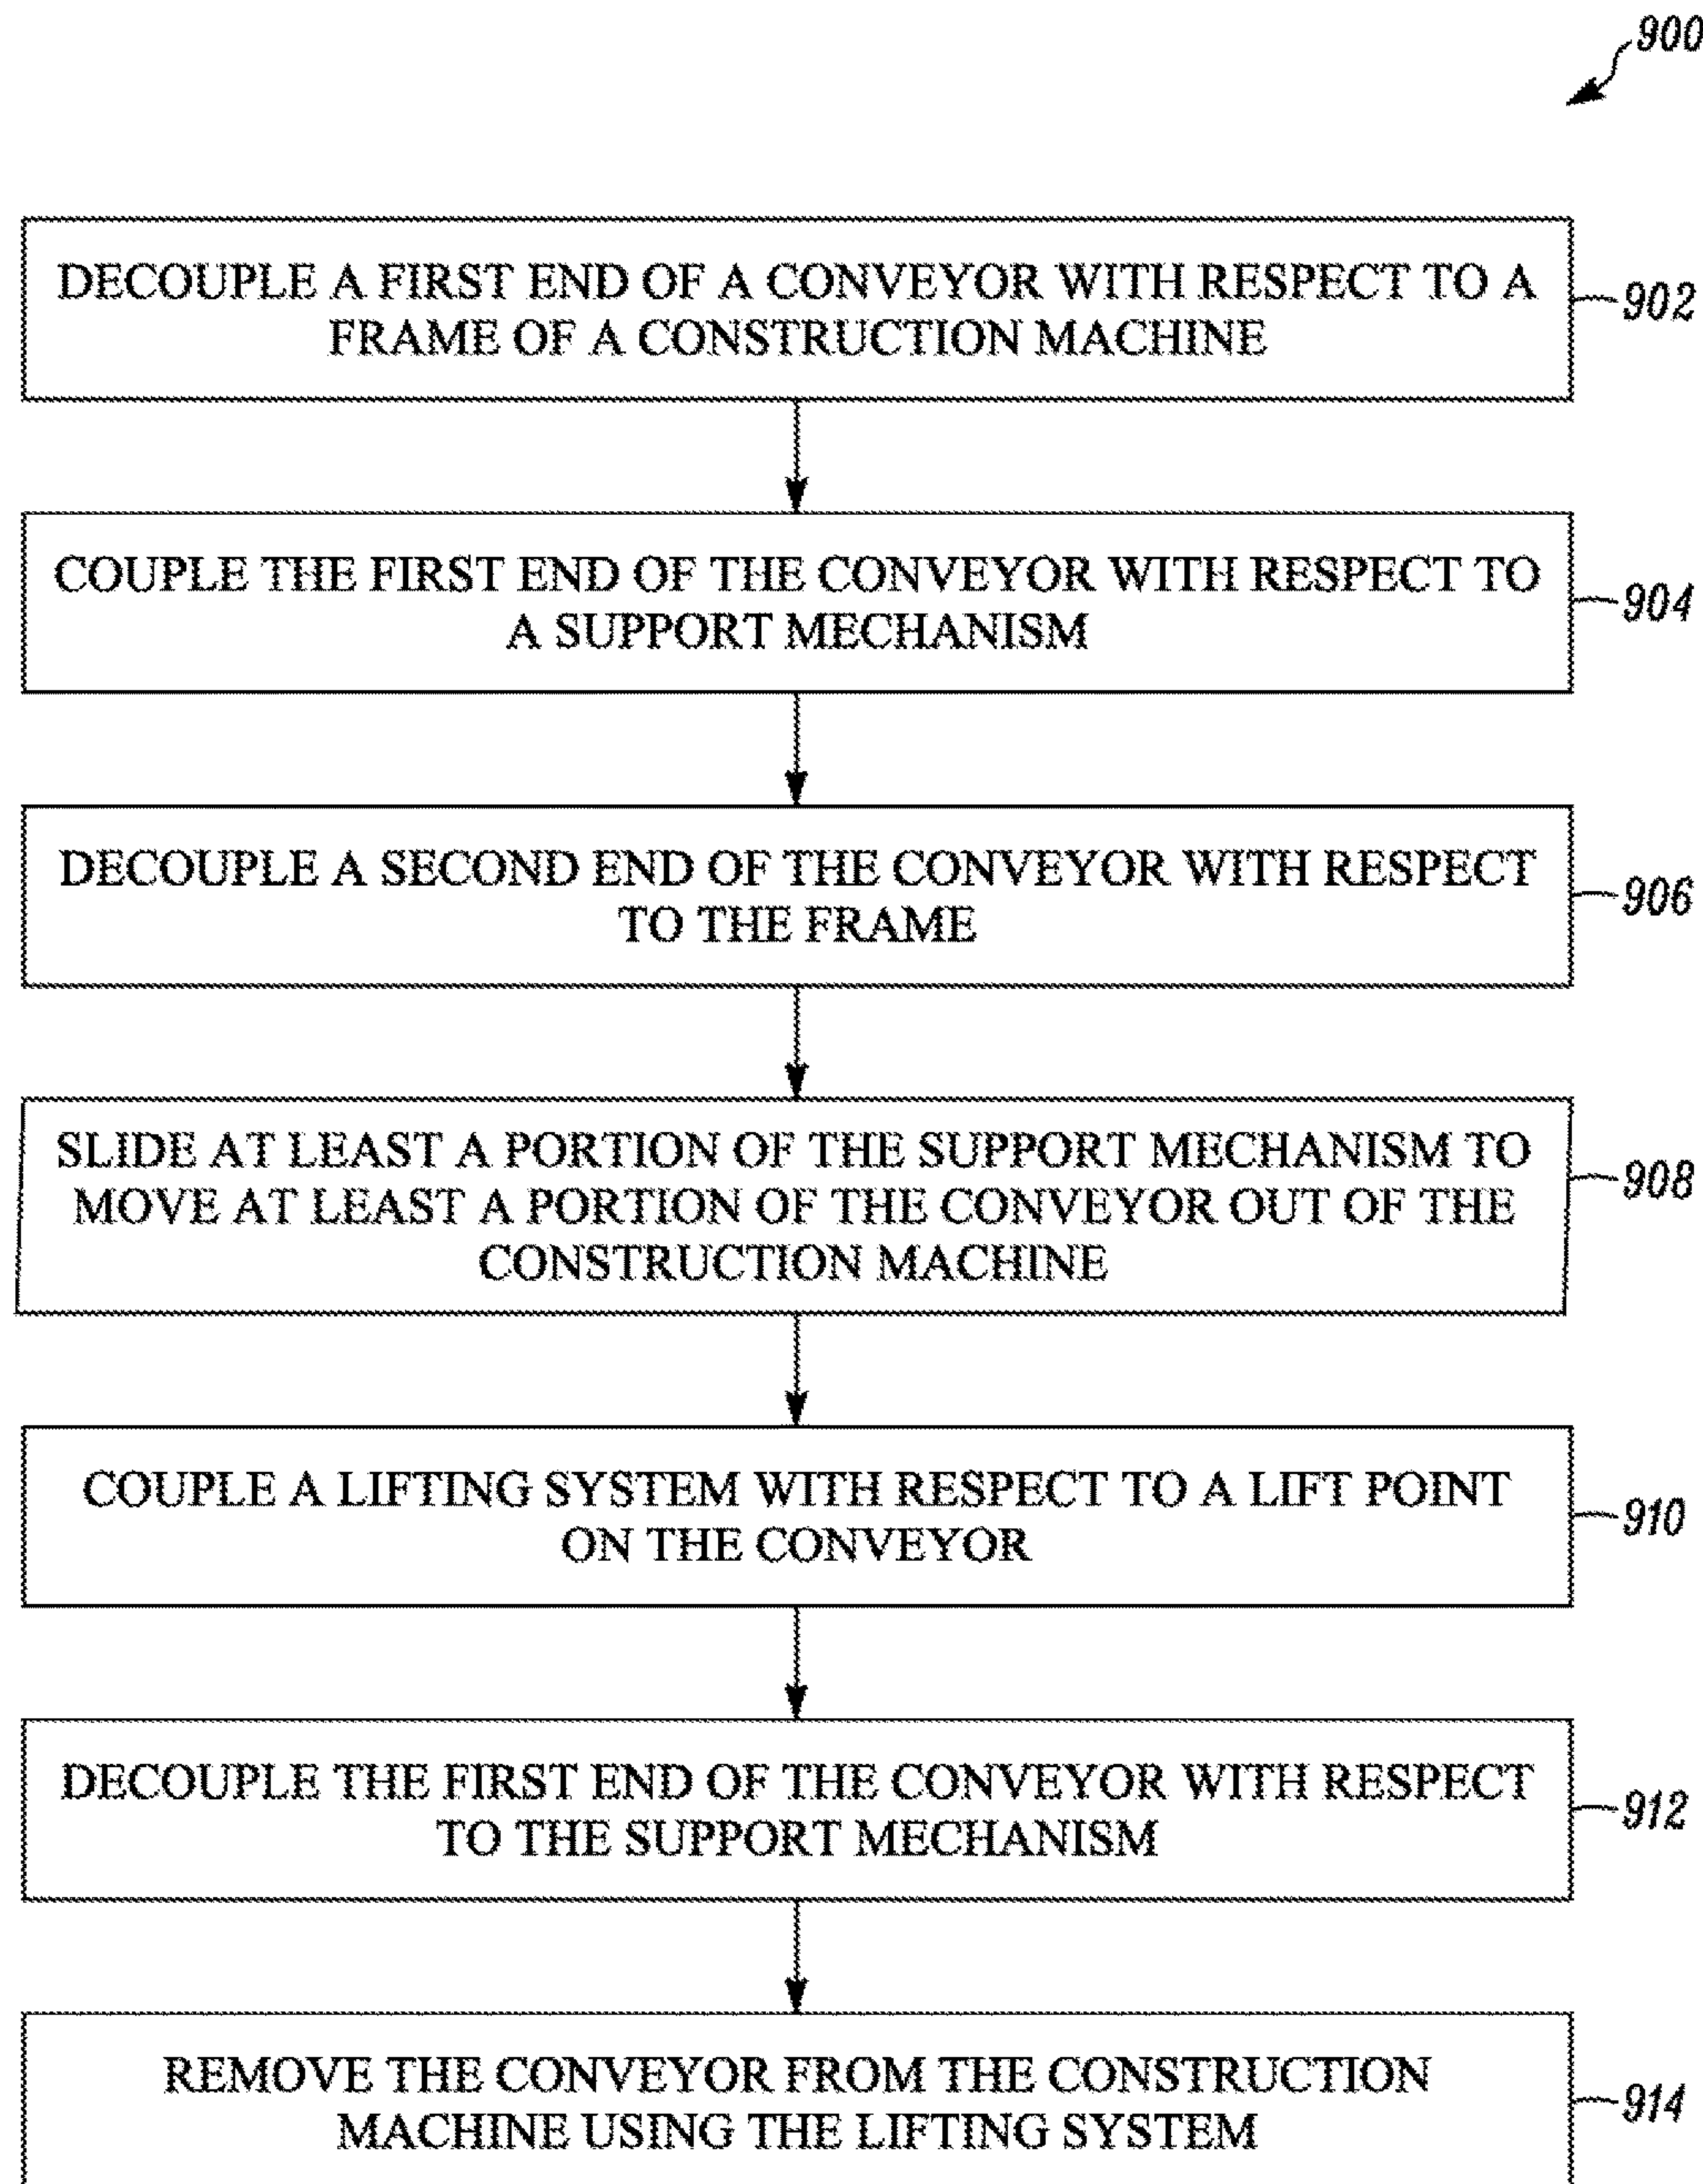 900
DECOUPLE A FIRST END OF A CONVEYOR WITH RESPECT TO A
FRAME OF A CONSTRUCTION MACHINE
902
COUPLE THE FIRST END OF THE CONVEYOR WITH RESPECT TO
A SUPPORT MECHANISM
904
DECOUPLE A SECOND END OF THE CONVEYOR WITH RESPECT
TO THE FRAME
906
SLIDE AT LEAST A PORTION OF THE SUPPORT MECHANISM TO
MOVE AT LEAST A PORTION OF THE CONVEYOR OUT OF THE
CONSTRUCTION MACHINE
908
COUPLE A LIFTING SYSTEM WITH RESPECT TO A LIFT POINT
ON THE CONVEYOR
910
DECOUPLE THE FIRST END OF THE CONVEYOR WITH RESPECT
TO THE SUPPORT MECHANISM
912
REMOVE THE CONVEYOR FROM THE CONSTRUCTION
MACHINE USING THE LIFTING SYSTEM
914